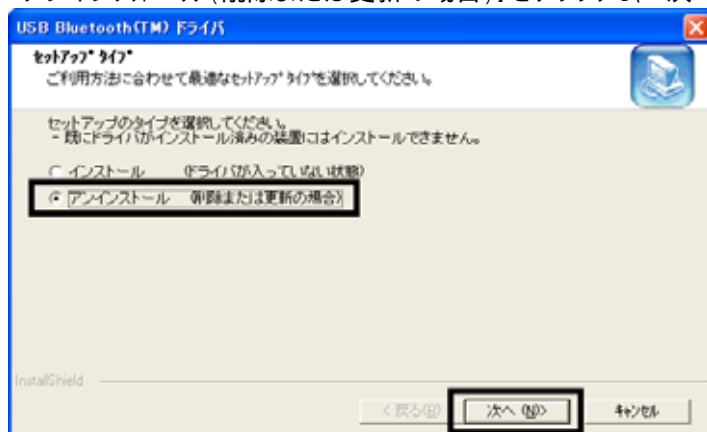 USB Bluetooth(TM) ドライバ
セットアップ タイプ
ご利用方法に合わせて最適なセットアップ タイプを選択してください。
セットアップのタイプを選択してください。
- 既にドライバがインストール済みの装置にはインストールできません。
インストール (ドライバが入っていない状態)
アンインストール (削除または更新の場合)
InstallShield
< 戻る(B) 次へ (N)> キャンセル